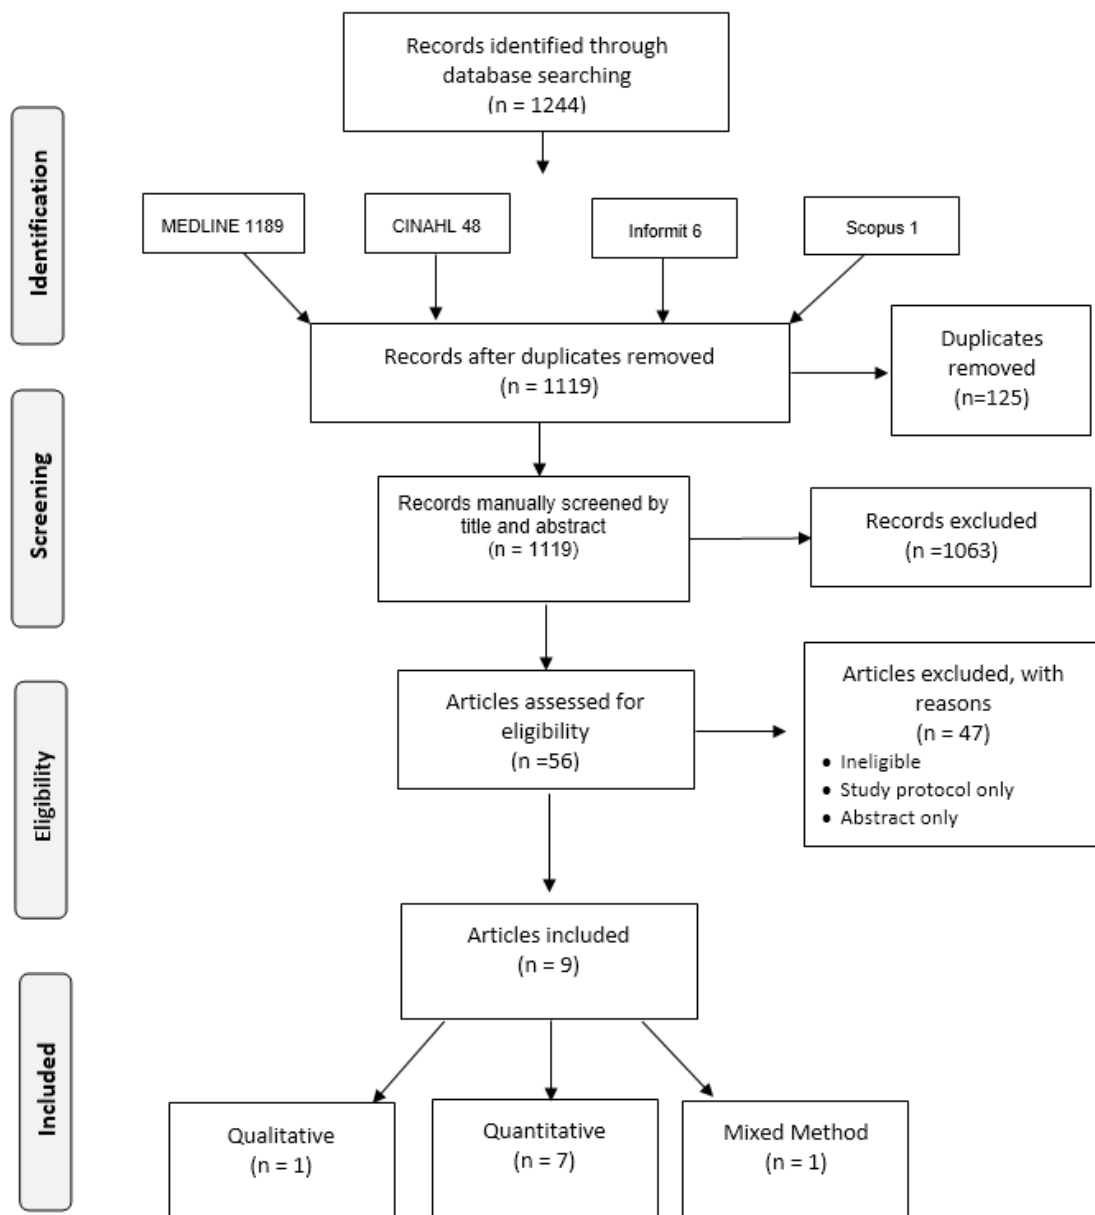 Records identified through
database searching
(n = 1244)
Identification
MEDLINE 1189
CINAHL 48
Informit 6
Scopus 1
Records after duplicates removed
(n = 1119)
Duplicates
removed
(n=125)
Screening
Records manually screened by
title and abstract
(n = 1119)
Records excluded
(n =1063)
Eligibility
Articles assessed for
eligibility
(n =56)
Articles excluded, with
reasons
(n = 47)
• Ineligible
• Study protocol only
• Abstract only
Articles included
(n = 9)
Included
Qualitative
(n = 1)
Quantitative
(n = 7)
Mixed Method
(n = 1)